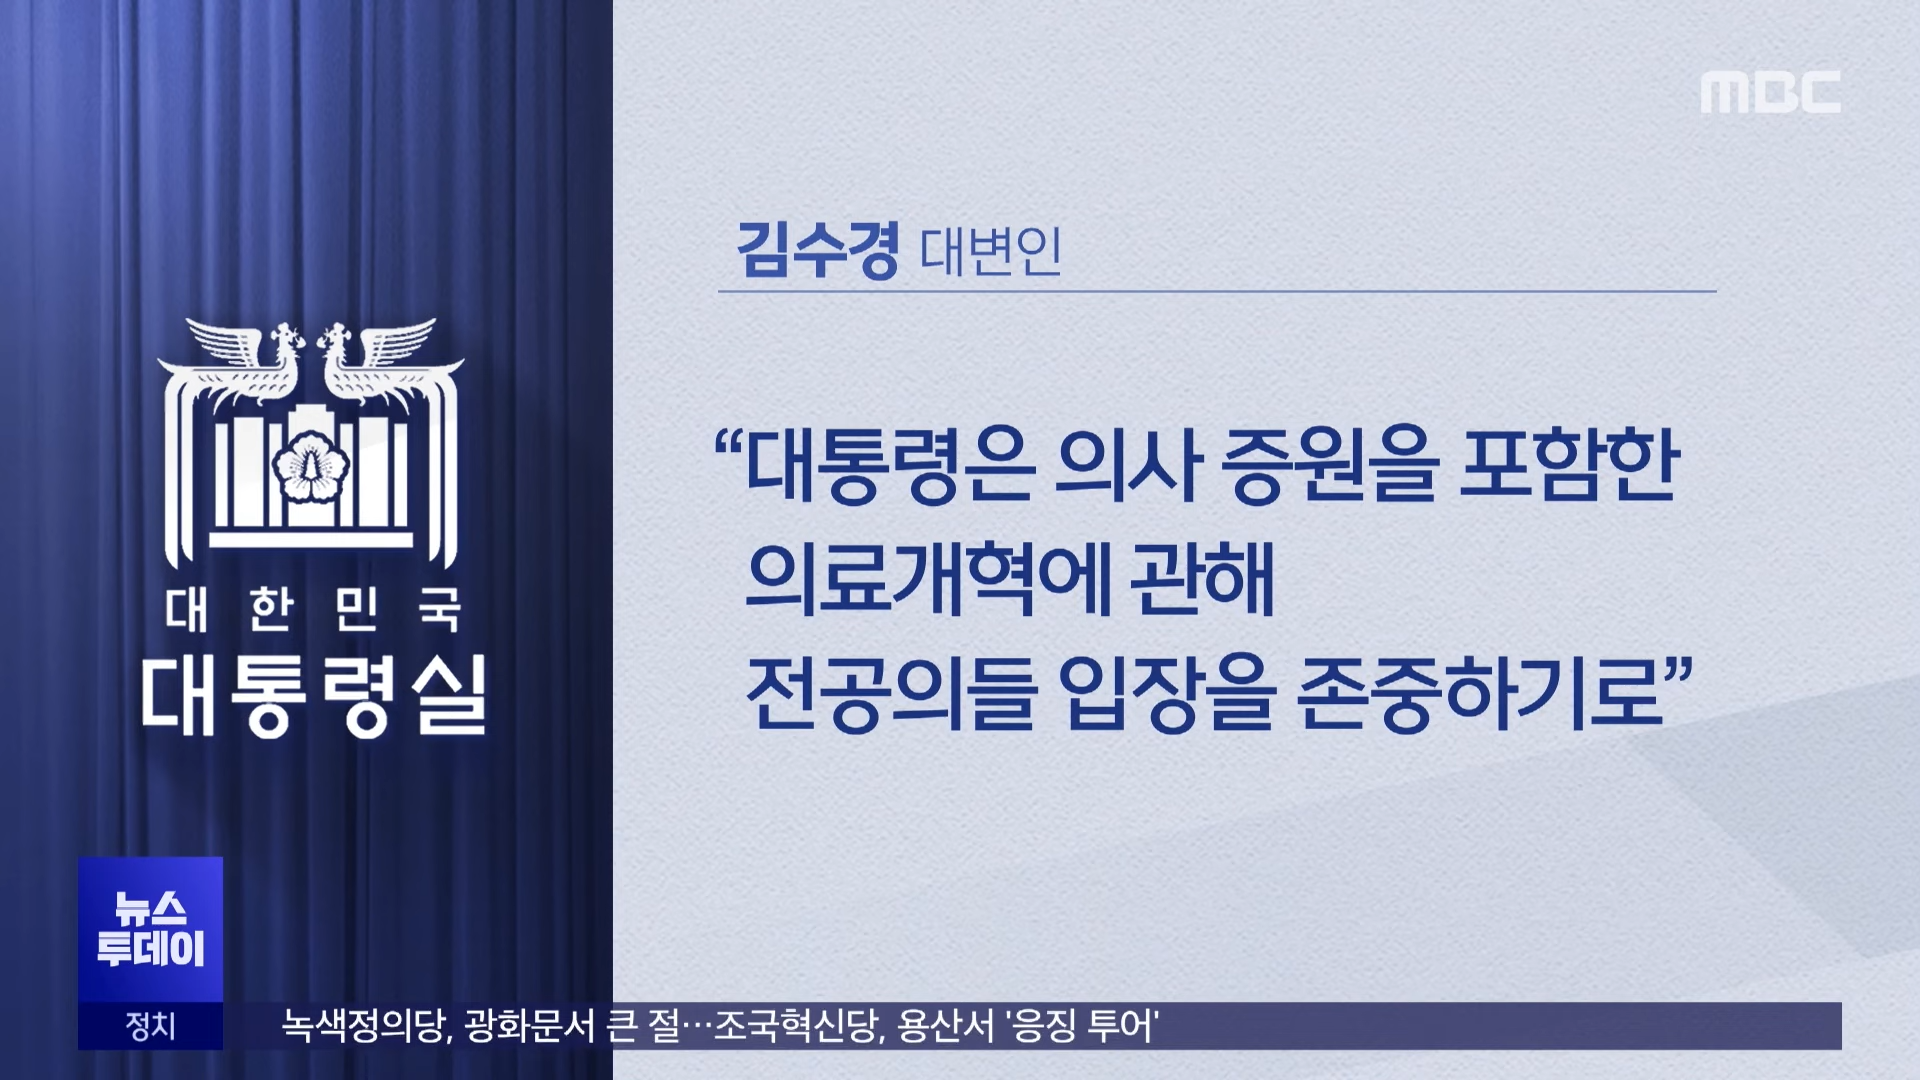 MBC
김수경 대변인
“대통령은 의사 증원을 포함한
의료개혁에 관해
전공의들 입장을 존중하기로”
대한민국
대통령실
뉴스
투데이
정치
녹색정의당, 광화문서 큰 절…조국혁신당, 용산서 '응징 투어'